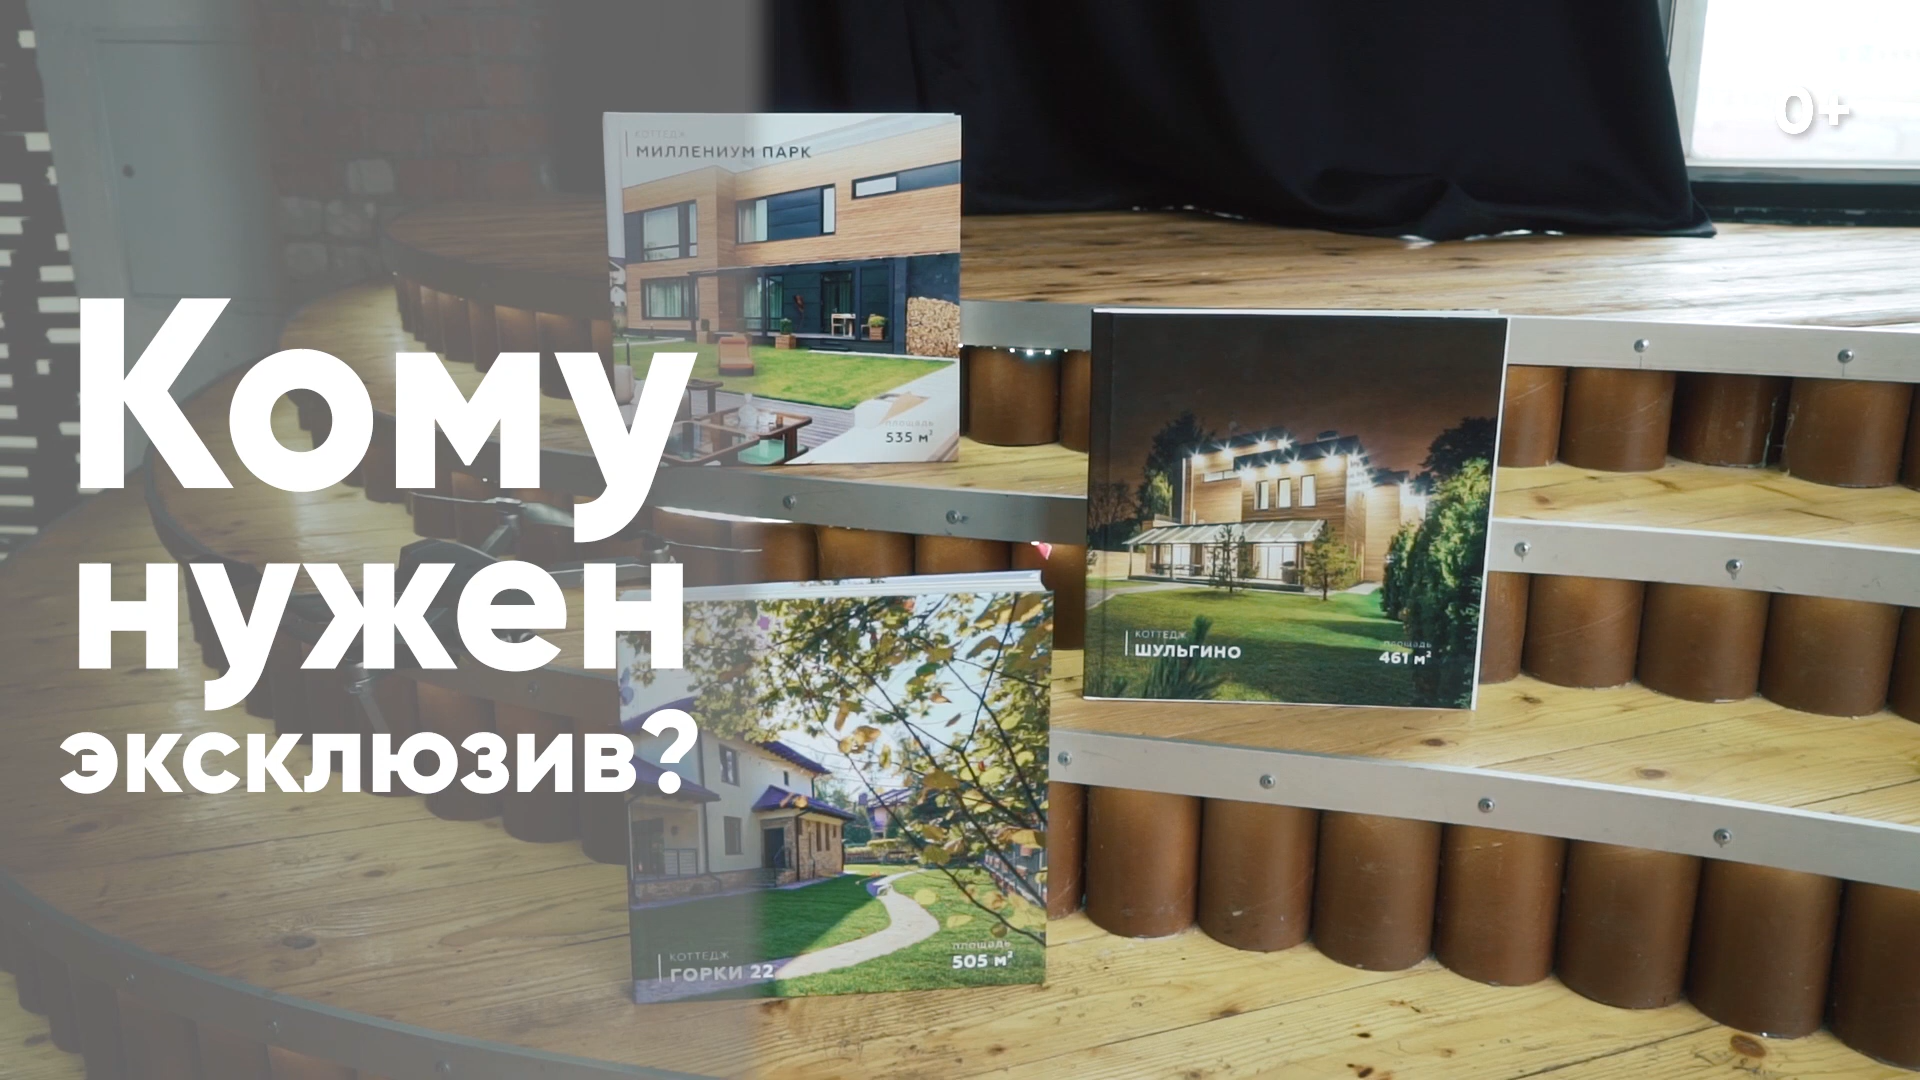 0+
КОТТЕДЖ
МИЛЛЕНИУМ ПАРК
площадь
535 м²
Кому
нужен
эксклюзив?
КОТТЕДЖ
ШУЛЬГИНО
площадь
461 м²
КОТТЕДЖ
ГОРКИ 22
площадь
505 м²